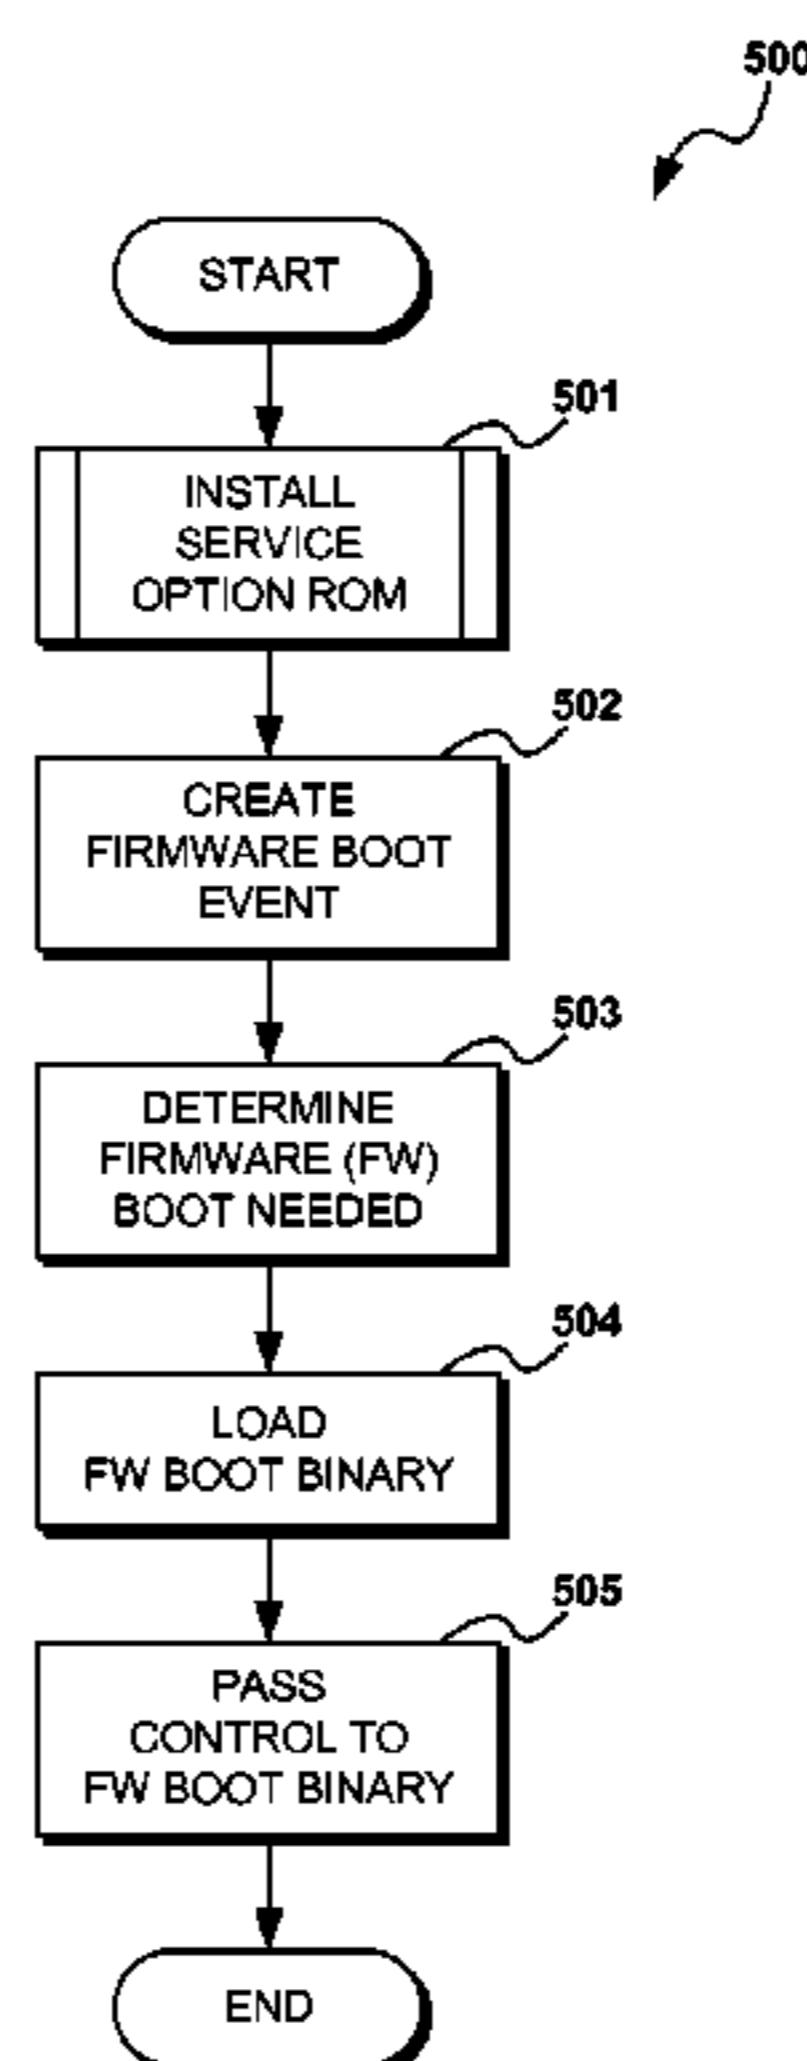 500
START
501
INSTALL
SERVICE
OPTION ROM
502
CREATE
FIRMWARE BOOT
EVENT
503
DETERMINE
FIRMWARE (FW)
BOOT NEEDED
504
LOAD
FW BOOT BINARY
505
PASS
CONTROL TO
FW BOOT BINARY
END